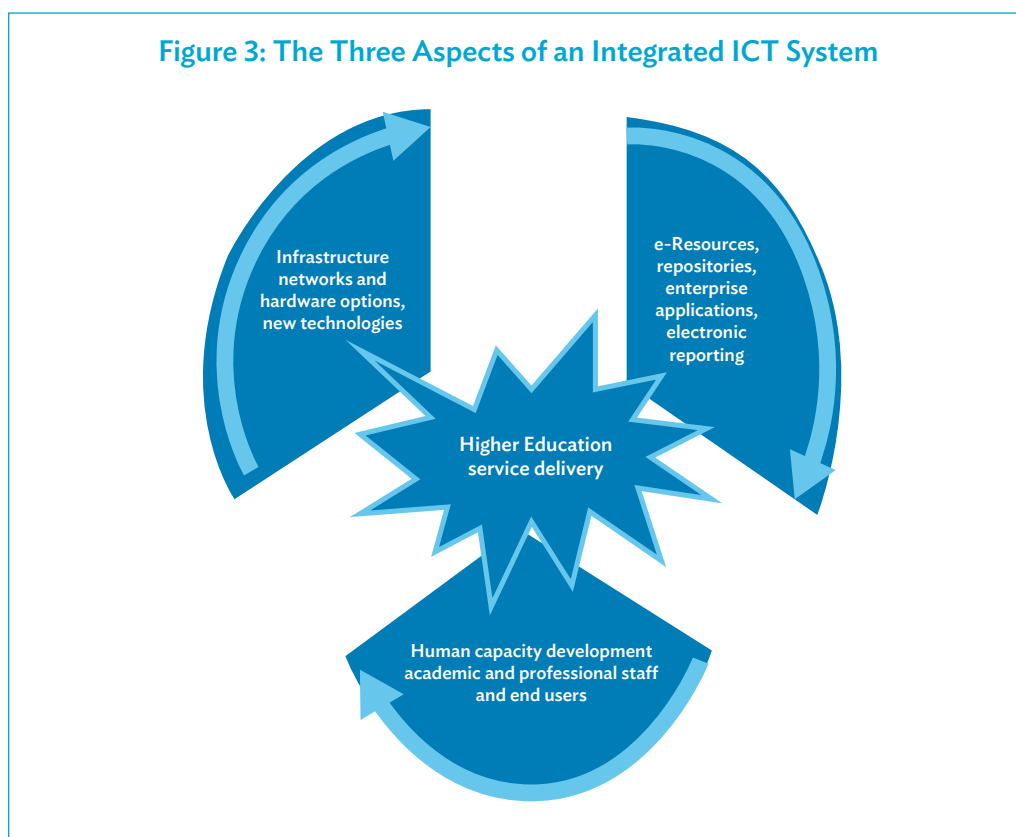 Figure 3: The Three Aspects of an Integrated ICT System
Infrastructure
networks and
hardware options,
new technologies
e-Resources,
repositories,
enterprise
applications,
electronic
reporting
Higher Education
service delivery
Human capacity development
academic and professional staff
and end users